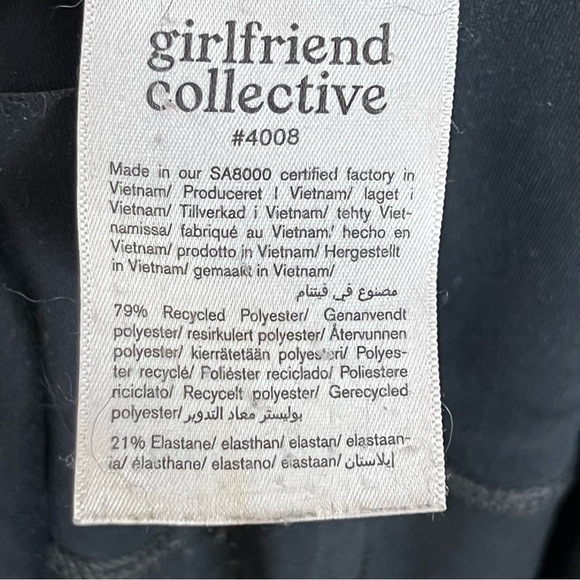 girlfriend
collective
#4008
Made in our SA8000 certified factory in
Vietnam/ Produceret I Vietnam/ laget i
Vietnam/ Tillverkad i Vietnam/ tehty Viet-
namissa/ fabriqué au Vietnam/ hecho en
Vietnam/ prodotto in Vietnam/ Hergestellt
in Vietnam/ gemaakt in Vietnam/
مصنوع في فيتنام
79% Recycled Polyester/ Genanvendt
polyester/ resirkulert polyester/ Återvunnen
polyester/ kierrätetään polyesteri/ Polyes-
ter recyclé/ Poliéster reciclado/ Poliestere
riciclato/ Recycelt polyester/ Gerecycled
polyester/ بوليستر معاد التدوير
21% Elastane/ elasthan/ elastan/ elastaan-
ia/ élasthane/ elastano/ elastaan/ إيلاستان